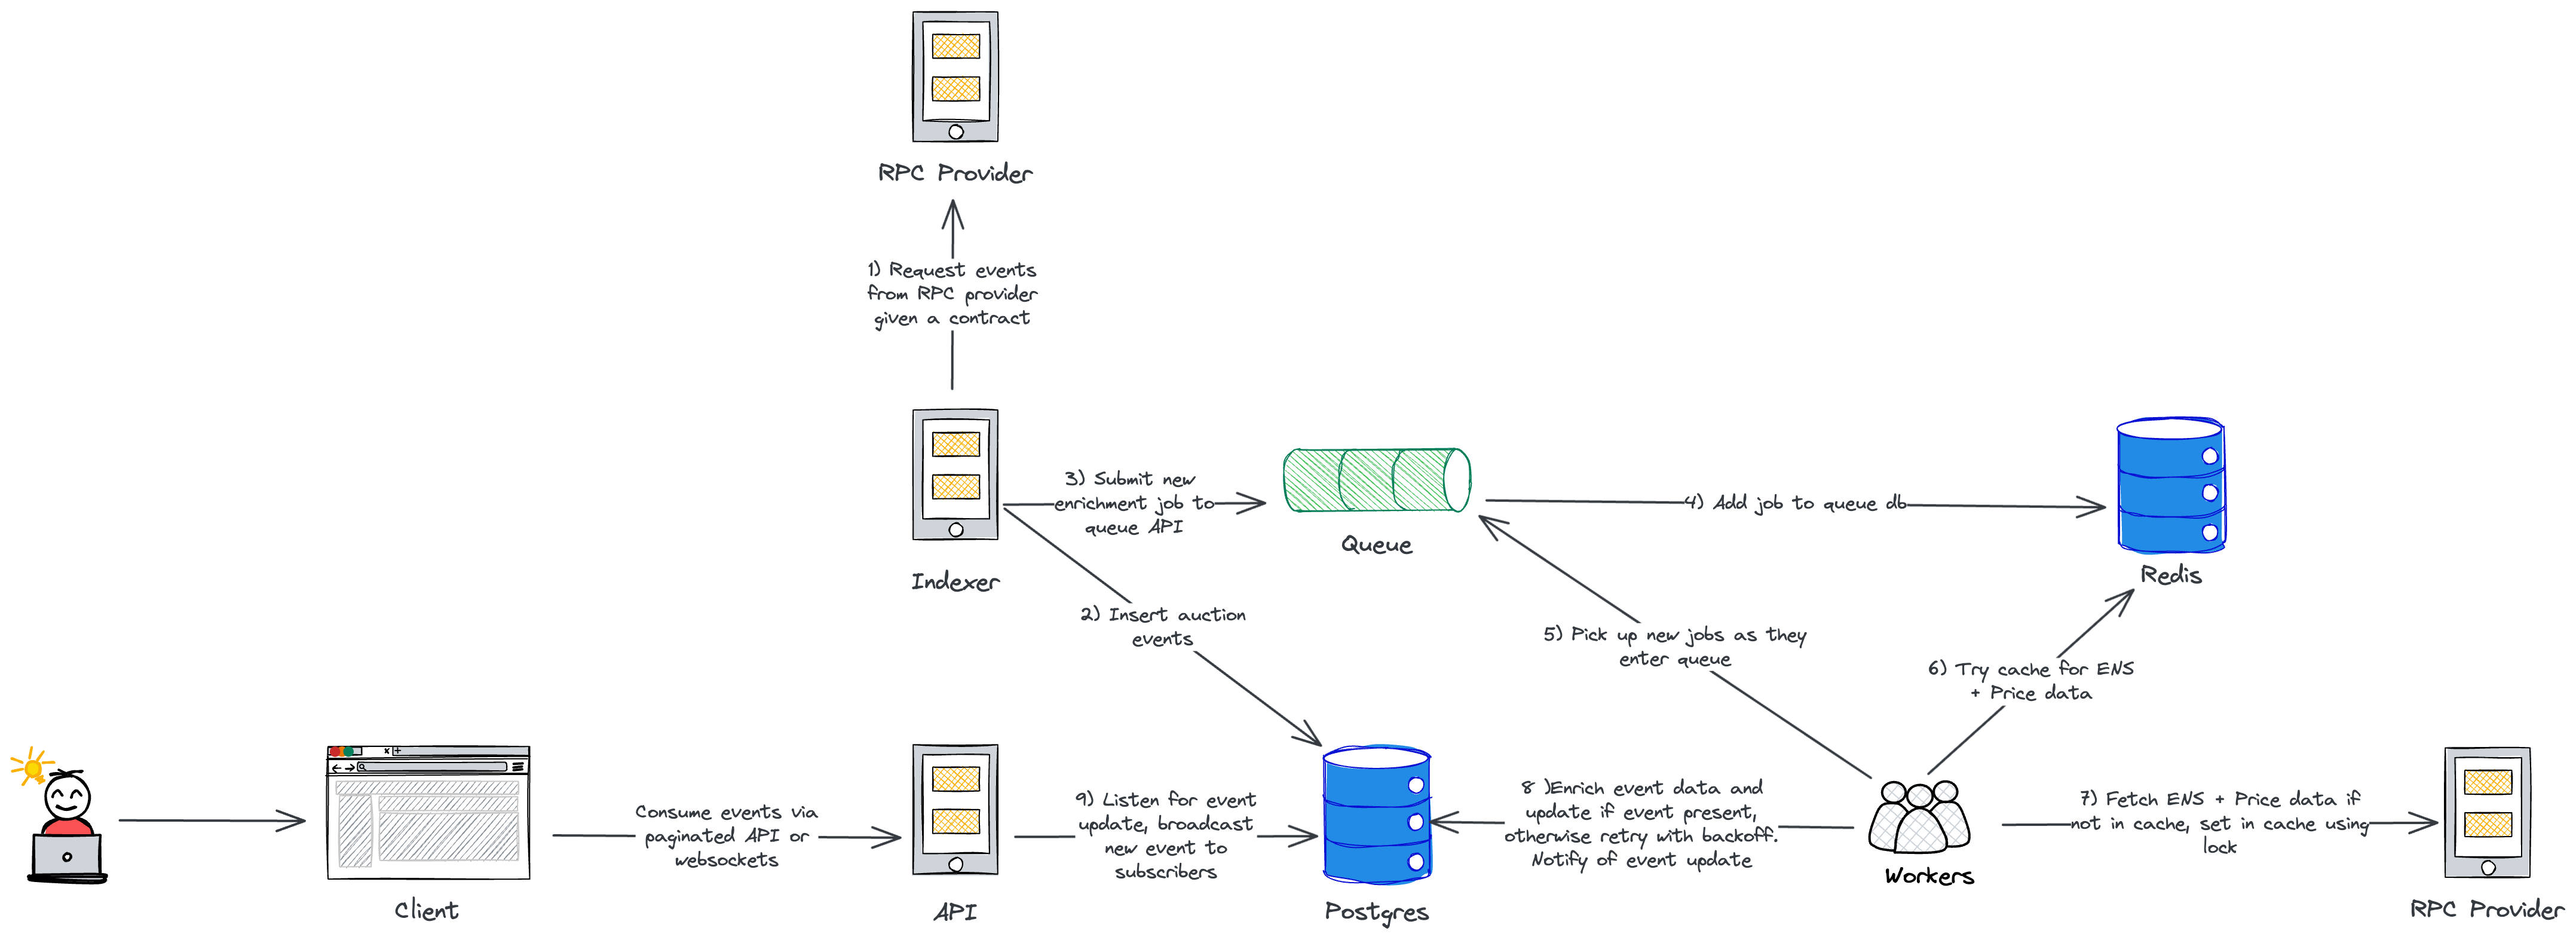 RPC Provider
1) Request events
from RPC provider
given a contract
Indexer
3) Submit new
enrichment job to
queue API
Queue
4) Add job to queue db
Redis
2) Insert auction
events
5) Pick up new jobs as they
enter queue
6) Try cache for ENS
+ Price data
x +
Client
Consume events via
paginated API or
websockets
API
9) Listen for event
update, broadcast
new event to
subscribers
Postgres
8 )Enrich event data and
update if event present,
otherwise retry with backoff.
Notify of event update
Workers
7) Fetch ENS + Price data if
not in cache, set in cache using
lock
RPC Provider